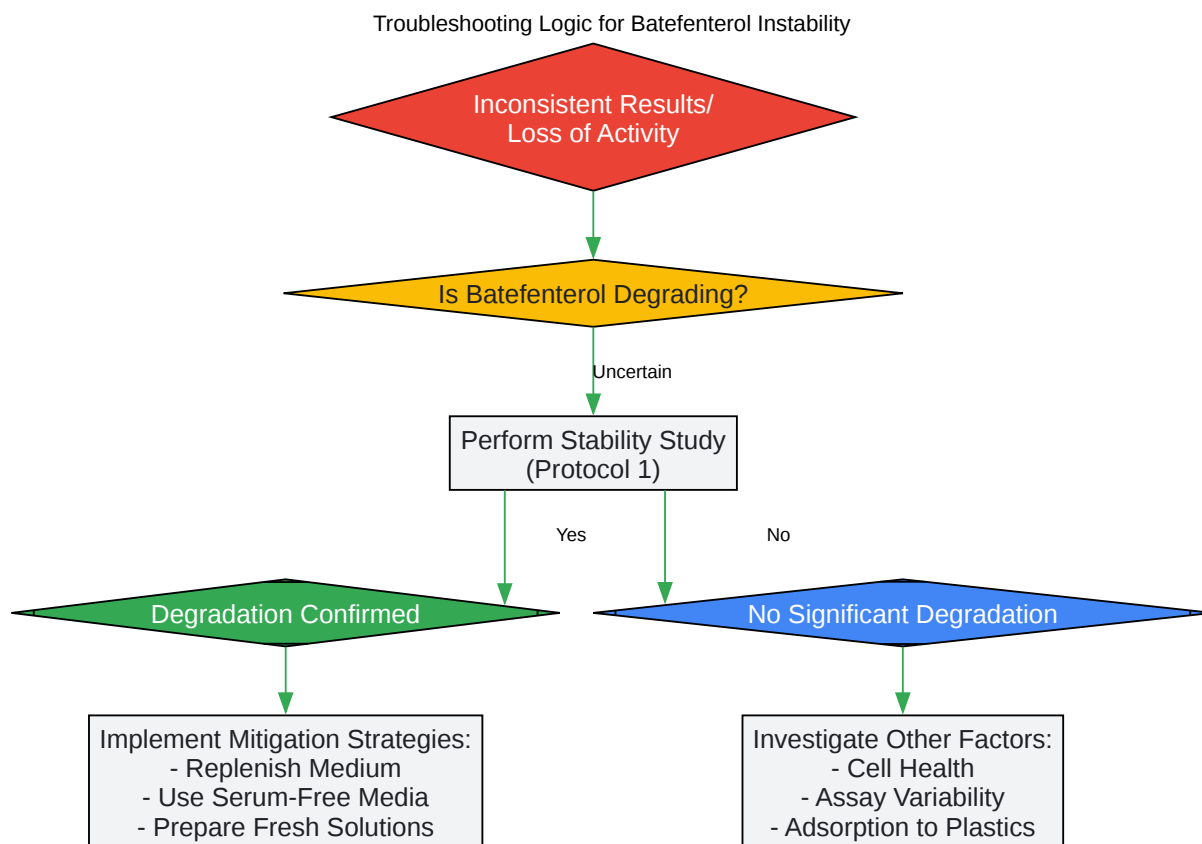 Troubleshooting Logic for Batefenterol Instability
Inconsistent Results/
Loss of Activity
Is Batefenterol Degrading?
Uncertain
Perform Stability Study
(Protocol 1)
Yes
No
Degradation Confirmed
No Significant Degradation
Implement Mitigation Strategies:
- Replenish Medium
- Use Serum-Free Media
- Prepare Fresh Solutions
Investigate Other Factors:
- Cell Health
- Assay Variability
- Adsorption to Plastics